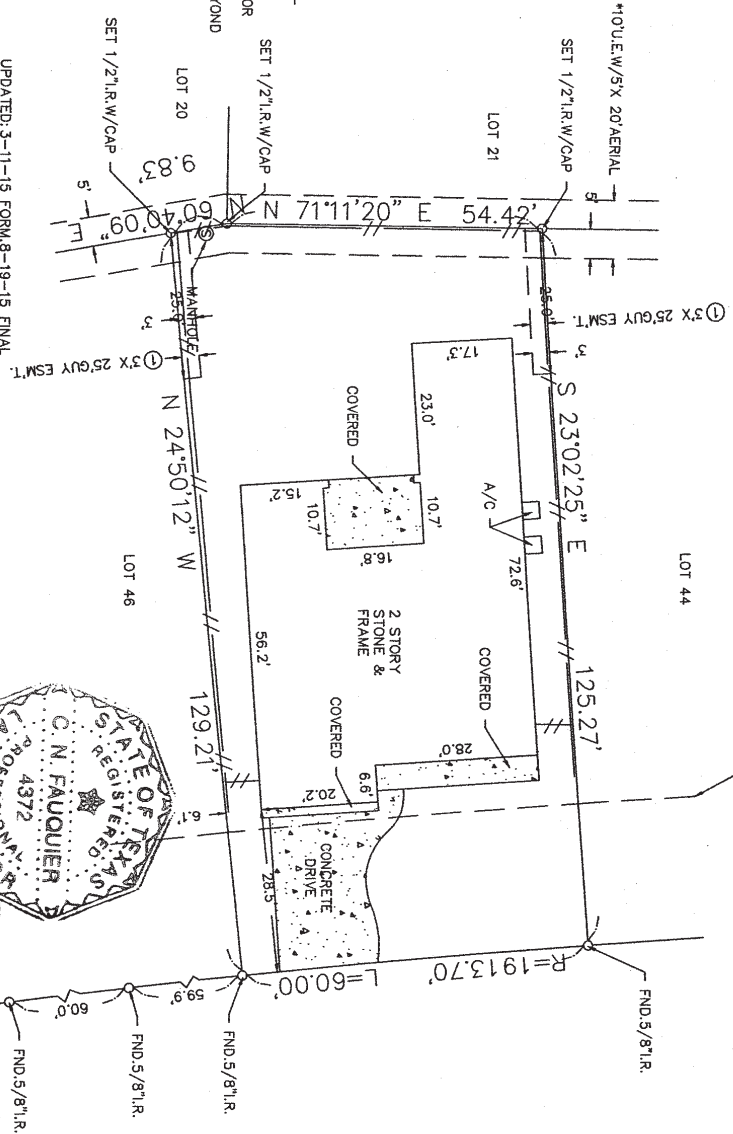 *10'U.E.W/5'X 20'AERIAL
SET 1/2"I.R.W/CAP
LOT 21
SET 1/2"I.R.W/CAP
OR
YOND
LOT 20
SET 1/2"I.R.W/CAP
UPDATED: 3-11-15 FORM.8-19-15 FINAL
5'
N 71°11'20" E 54.42'
9.83'
N 60°40'09" E
5'
S
MANHOLE
25.0'
3'
① 3'X 25'GUY ESM'T.
25.0'
3'
① 3'X 25'GUY ESM'T.
S 23°02'25" E 125.27'
LOT 44
N 24°50'12" W 129.21'
LOT 46
17.3'
23.0'
COVERED
15.2'
10.7'
10.7'
16.8'
A/C
72.6'
2 STORY
STONE &
FRAME
56.2'
COVERED
28.0'
COVERED
6.6'
20.2'
6.1'
CONCRETE
DRIVE
28.5
R=1913.70'
L=60.00'
FND.5/8"I.R.
FND.5/8"I.R.
59.9'
FND.5/8"I.R.
60.0'
FND.5/8"I.R.
STATE OF TEXAS
REGISTERED
C. N. FAUQUIER
4372